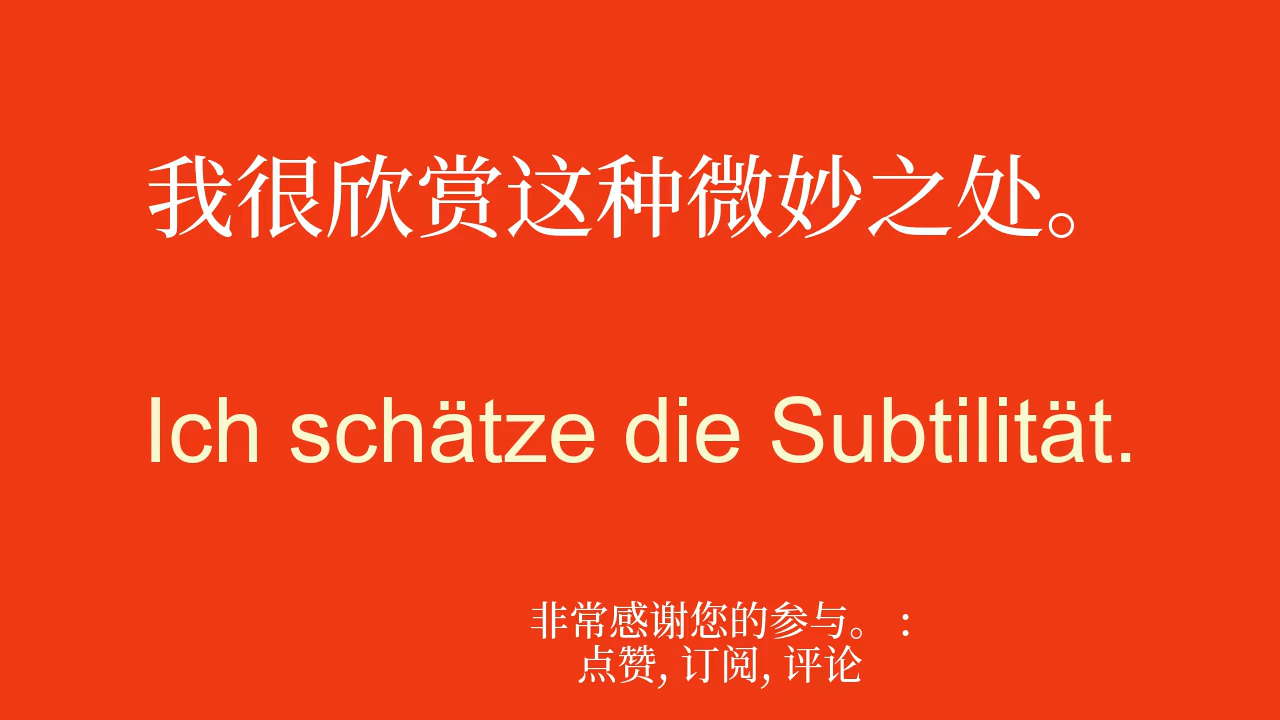 我很欣赏这种微妙之处。
Ich schätze die Subtilität.
非常感谢您的参与。 :
点赞, 订阅, 评论